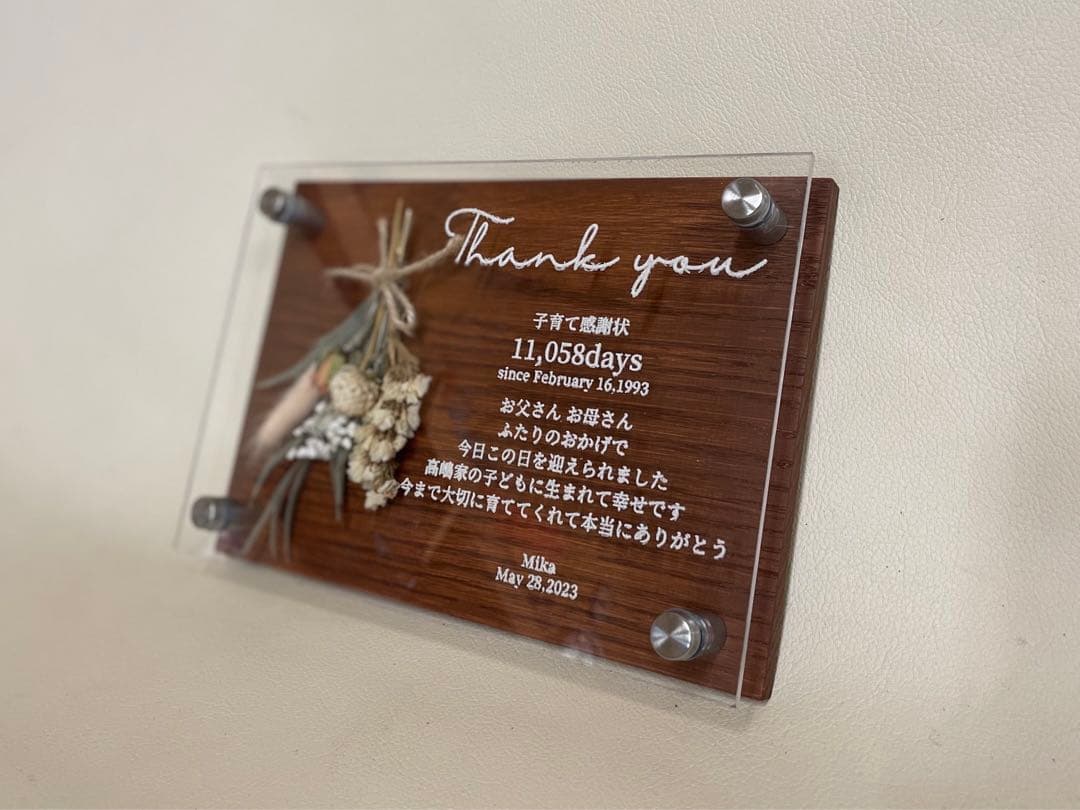 Thank you
子育て感謝状
11,058days
since February 16,1993
お父さん お母さん
ふたりのおかげで
今日この日を迎えられました
高嶋家の子どもに生まれて幸せです
今まで大切に育ててくれて本当にありがとう
Mika
May 28,2023